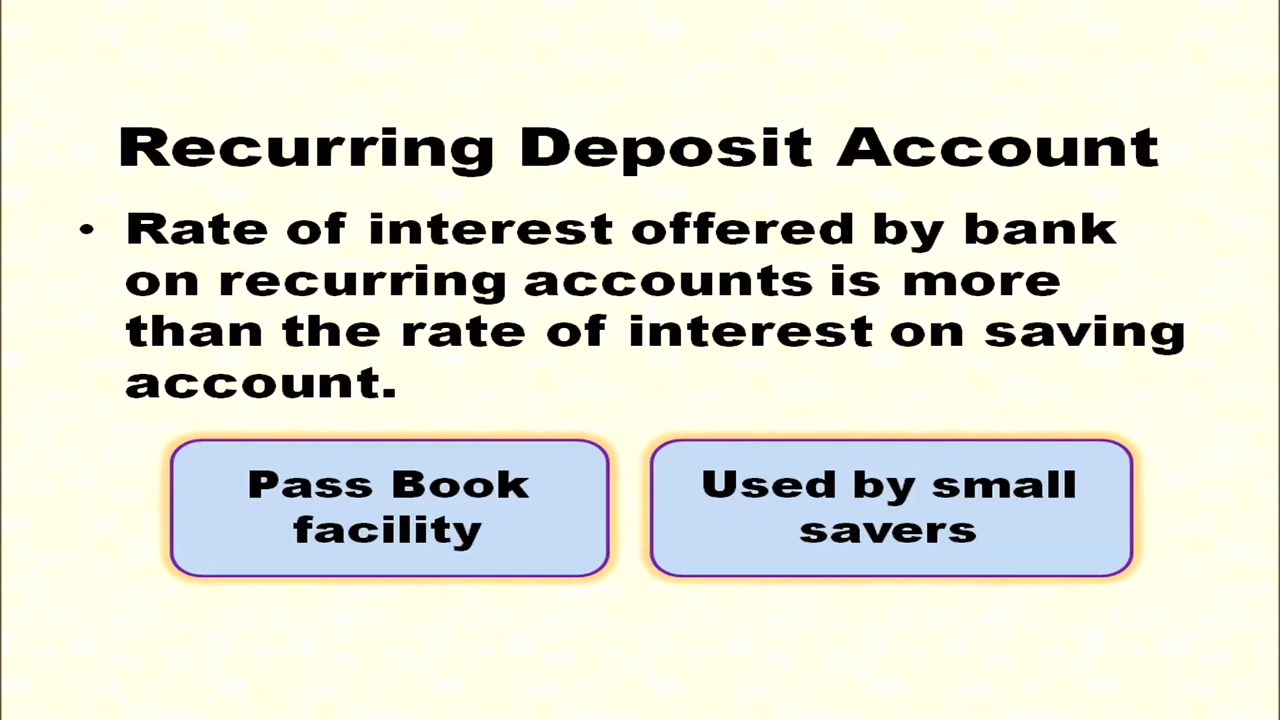 Recurring Deposit Account
• Rate of interest offered by bank
on recurring accounts is more
than the rate of interest on saving
account.
Pass Book
facility
Used by small
savers